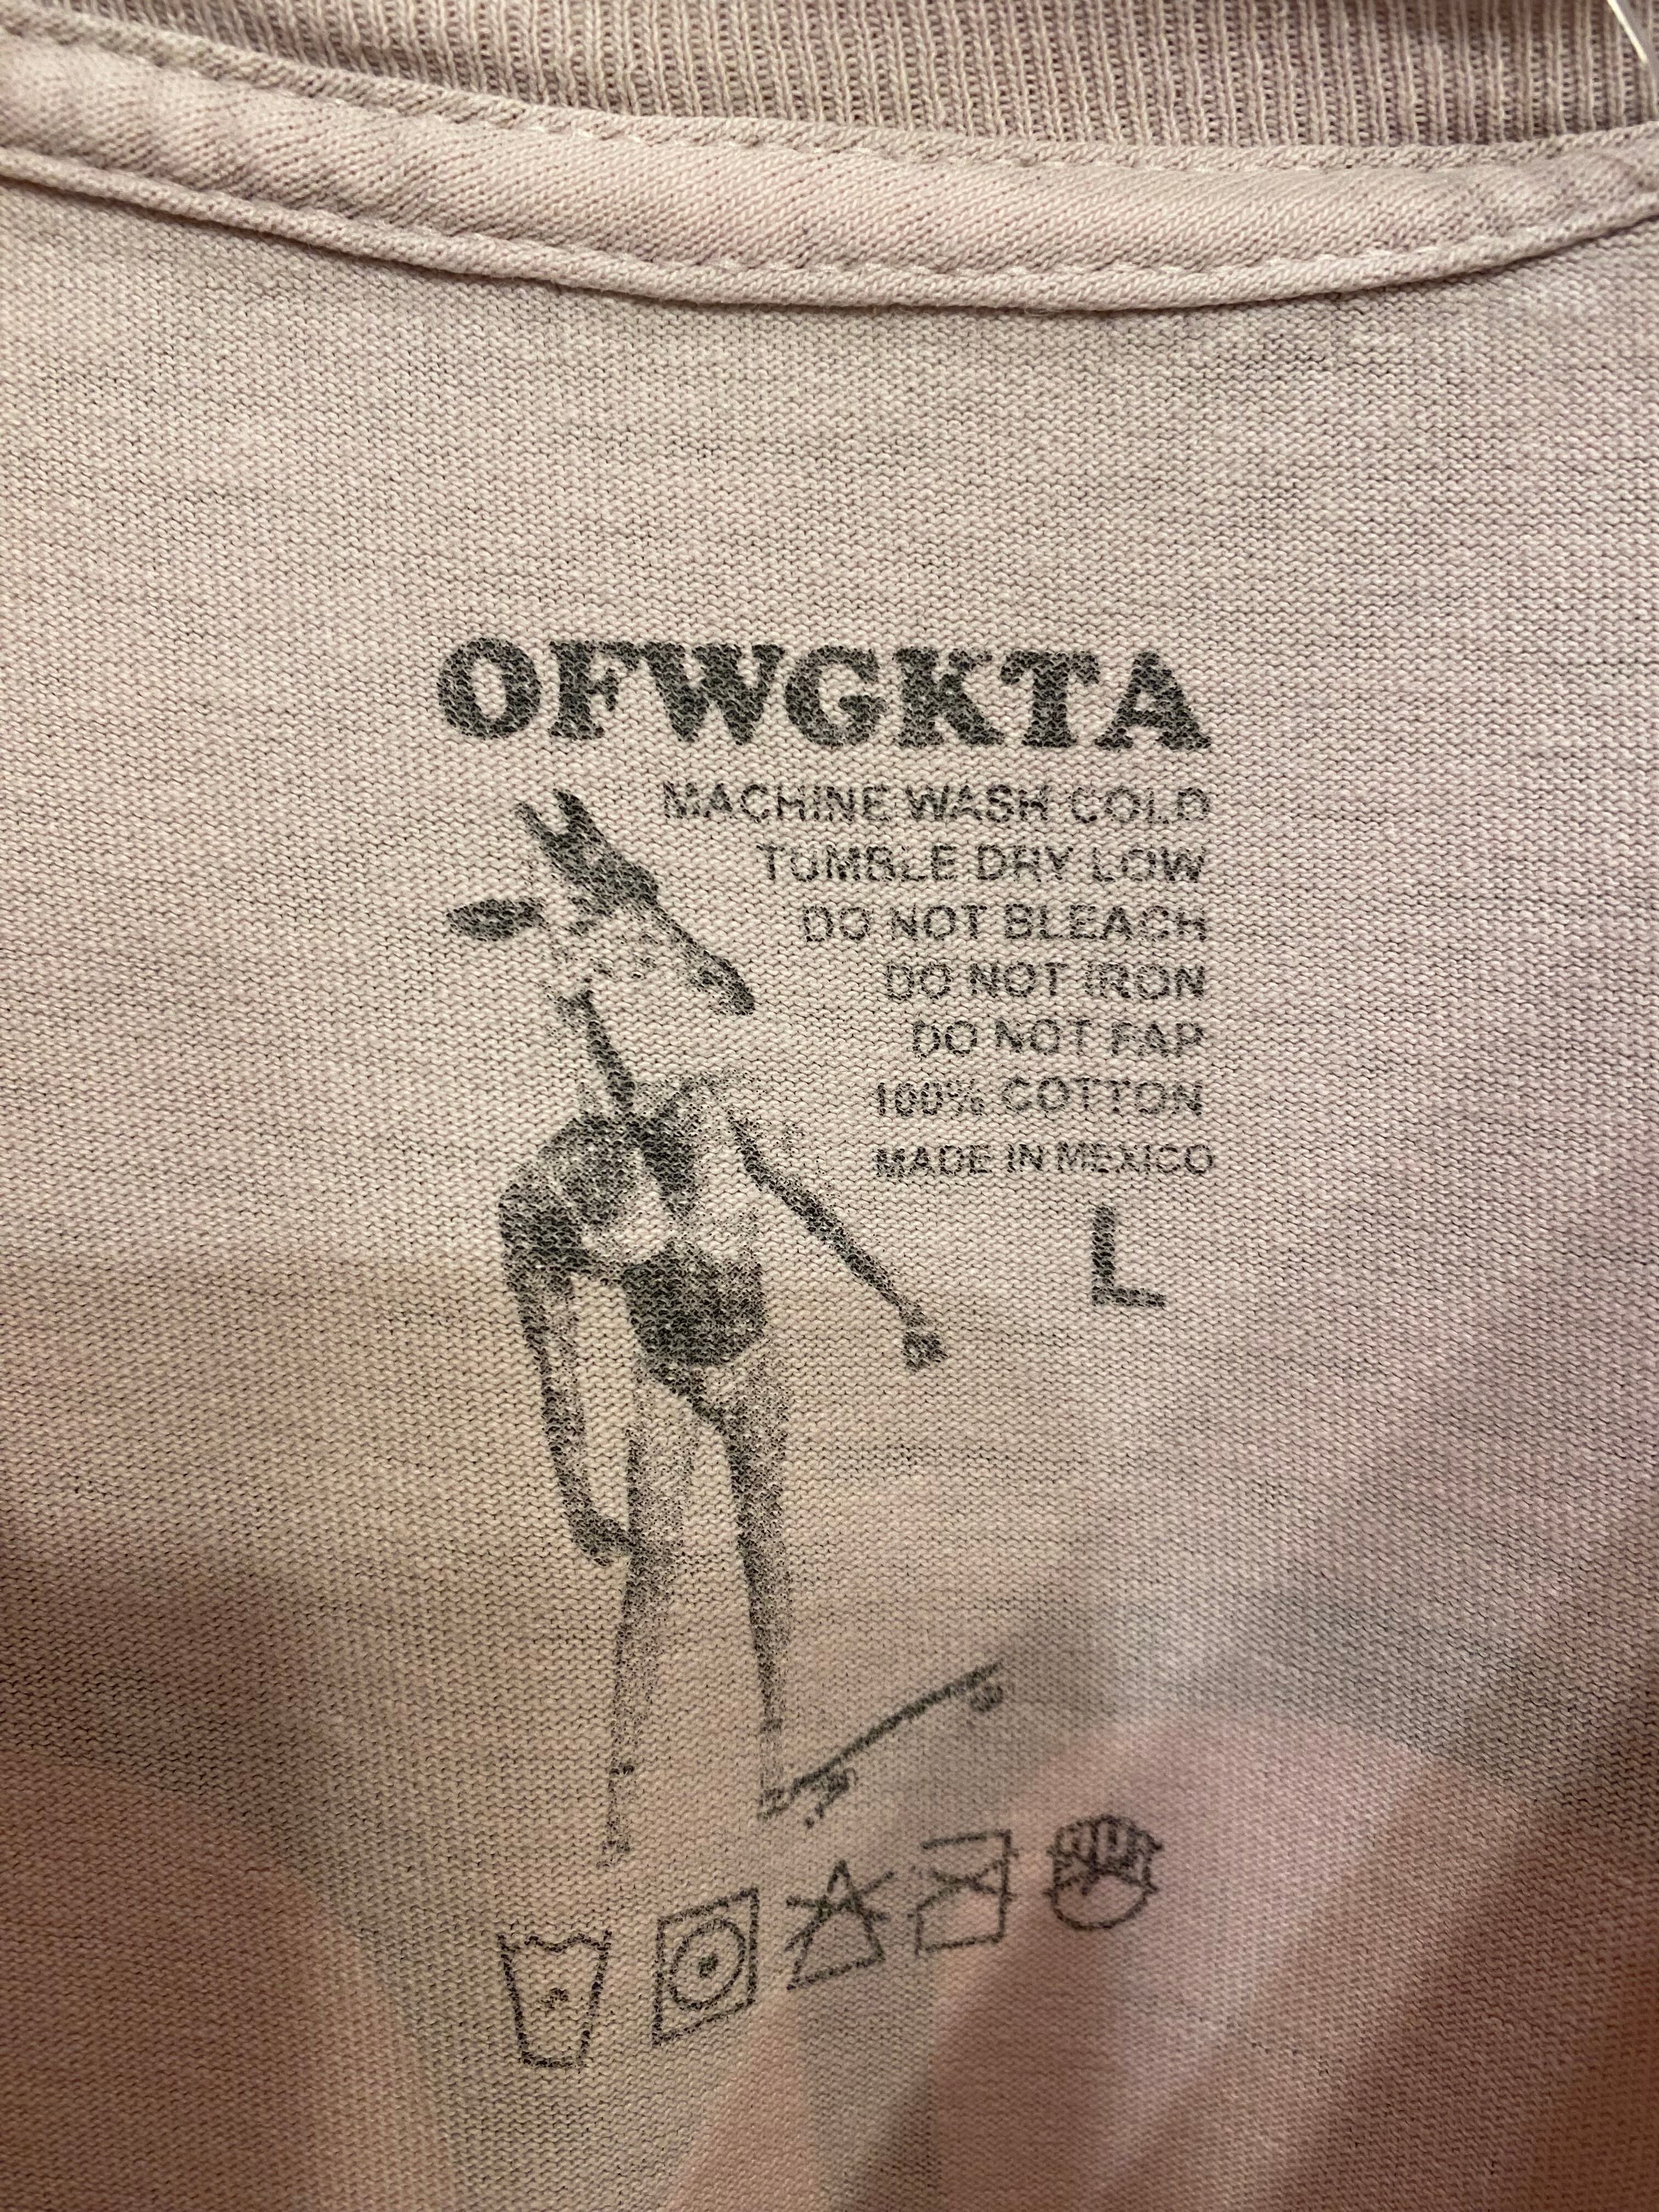 OFWGKTA
MACHINE WASH COLD
TUMBLE DRY LOW
DO NOT BLEACH
DO NOT IRON
DO NOT FAP
100% COTTON
MADE IN MEXICO
L